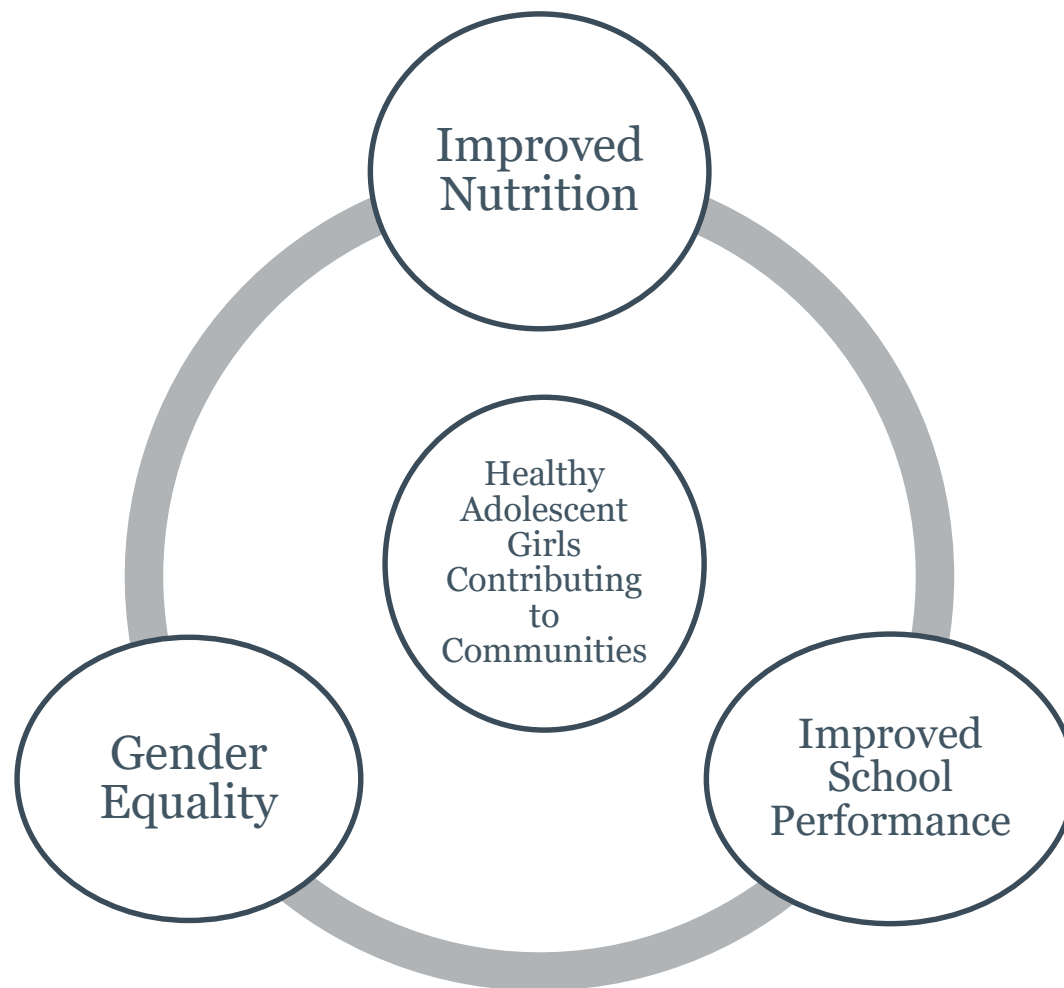 Improved
Nutrition
Healthy
Adolescent
Girls
Contributing
to
Communities
Gender
Equality
Improved
School
Performance